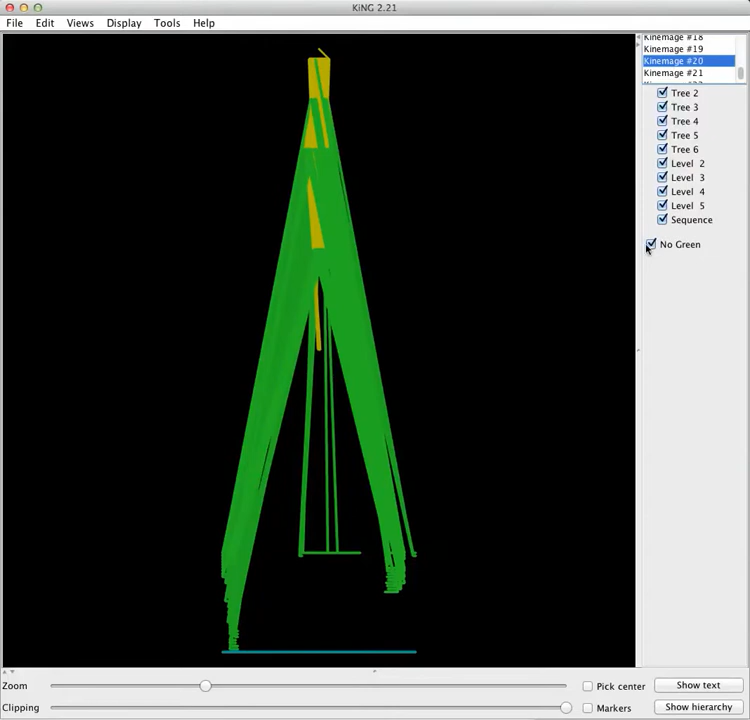 KiNG 2.21
File Edit Views Display Tools Help
Kinemage #18
Kinemage #19
Kinemage #20
Kinemage #21
Tree 2
Tree 3
Tree 4
Tree 5
Tree 6
Level 2
Level 3
Level 4
Level 5
Sequence
No Green
Zoom
Pick center
Show text
Clipping
Markers
Show hierarchy